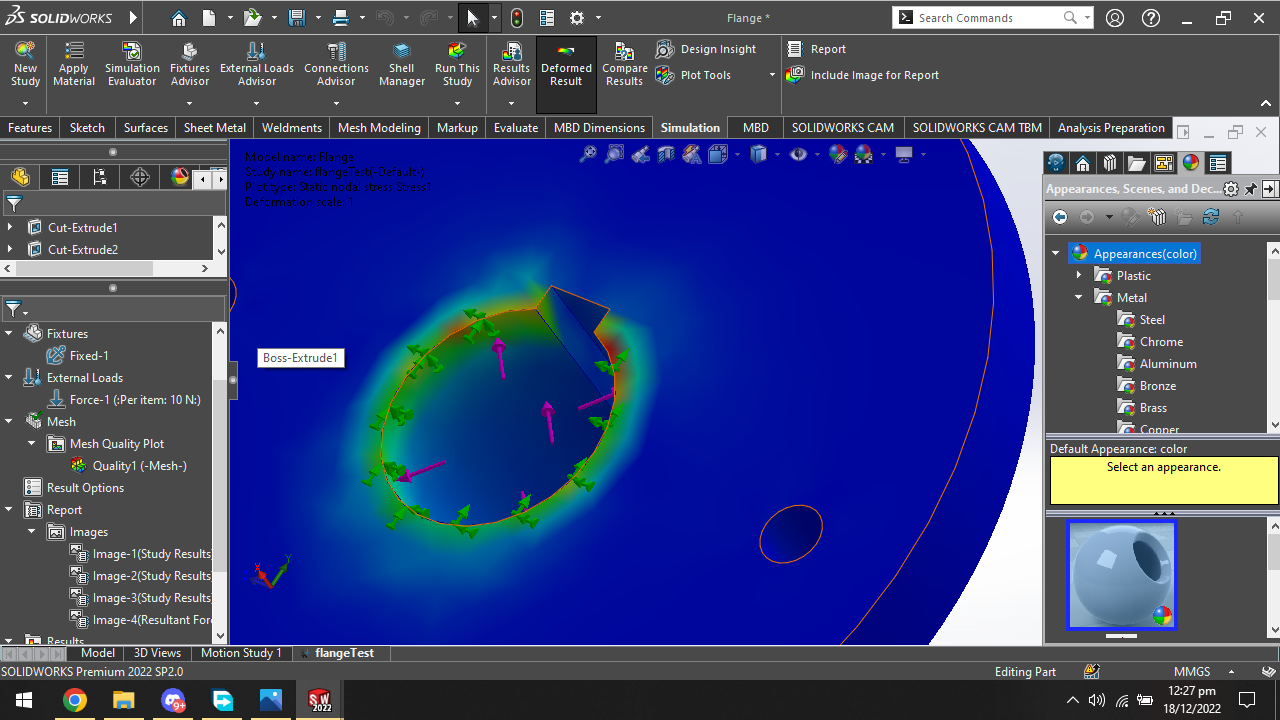 SOLIDWORKS
Flange *
Search Commands
New Study
Apply Material
Simulation Evaluator
Fixtures Advisor
External Loads Advisor
Connections Advisor
Shell Manager
Run This Study
Results Advisor
Deformed Result
Compare Results
Design Insight
Plot Tools
Report
Include Image for Report
Features
Sketch
Surfaces
Sheet Metal
Weldments
Mesh Modeling
Markup
Evaluate
MBD Dimensions
Simulation
MBD
SOLIDWORKS CAM
SOLIDWORKS CAM TBM
Analysis Preparation
Model name: Flange
Study name: flangeTest(-Default-)
Plot type: Static nodal stress Stress1
Deformation scale: 1
Cut-Extrude1
Cut-Extrude2
Fixtures
Fixed-1
External Loads
Force-1 (:Per item: 10 N:)
Mesh
Mesh Quality Plot
Quality1 (-Mesh-)
Result Options
Report
Images
Image-1(Study Results
Image-2(Study Results
Image-3(Study Results
Image-4(Resultant For
Results
Boss-Extrude1
X
Y
Appearances, Scenes, and Dec...
Appearances(color)
Plastic
Metal
Steel
Chrome
Aluminum
Bronze
Brass
Copper
Default Appearance: color
Select an appearance.
Model
3D Views
Motion Study 1
flangeTest
SOLIDWORKS Premium 2022 SP2.0
Editing Part
MMGS
9+
SW
2022
12:27 pm
18/12/2022